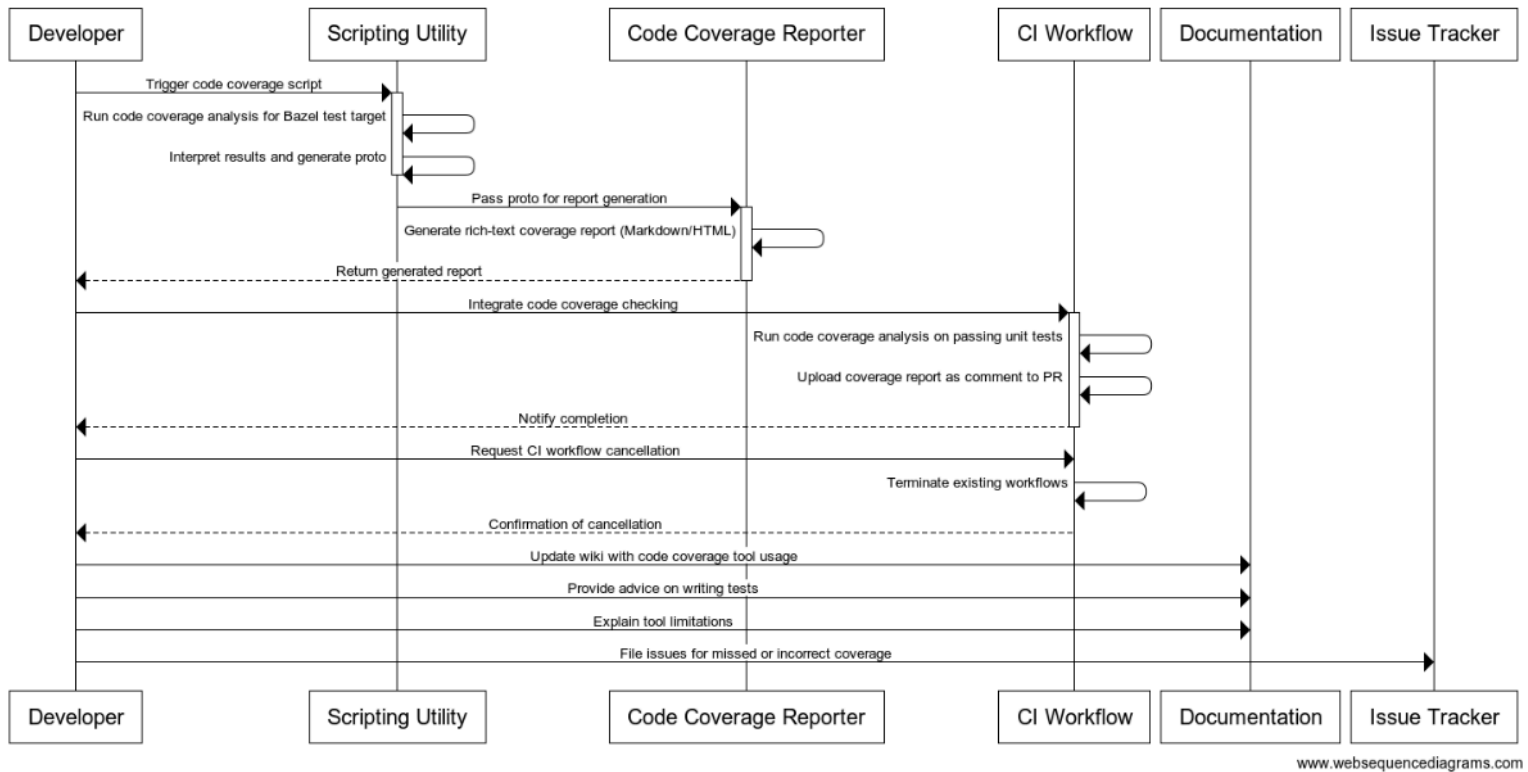 Developer
Scripting Utility
Code Coverage Reporter
CI Workflow
Documentation
Issue Tracker
Trigger code coverage script
Run code coverage analysis for Bazel test target
Interpret results and generate proto
Pass proto for report generation
Generate rich-text coverage report (Markdown/HTML)
Return generated report
Integrate code coverage checking
Run code coverage analysis on passing unit tests
Upload coverage report as comment to PR
Notify completion
Request CI workflow cancellation
Terminate existing workflows
Confirmation of cancellation
Update wiki with code coverage tool usage
Provide advice on writing tests
Explain tool limitations
File issues for missed or incorrect coverage
Developer
Scripting Utility
Code Coverage Reporter
CI Workflow
Documentation
Issue Tracker
www.websequencediagrams.com